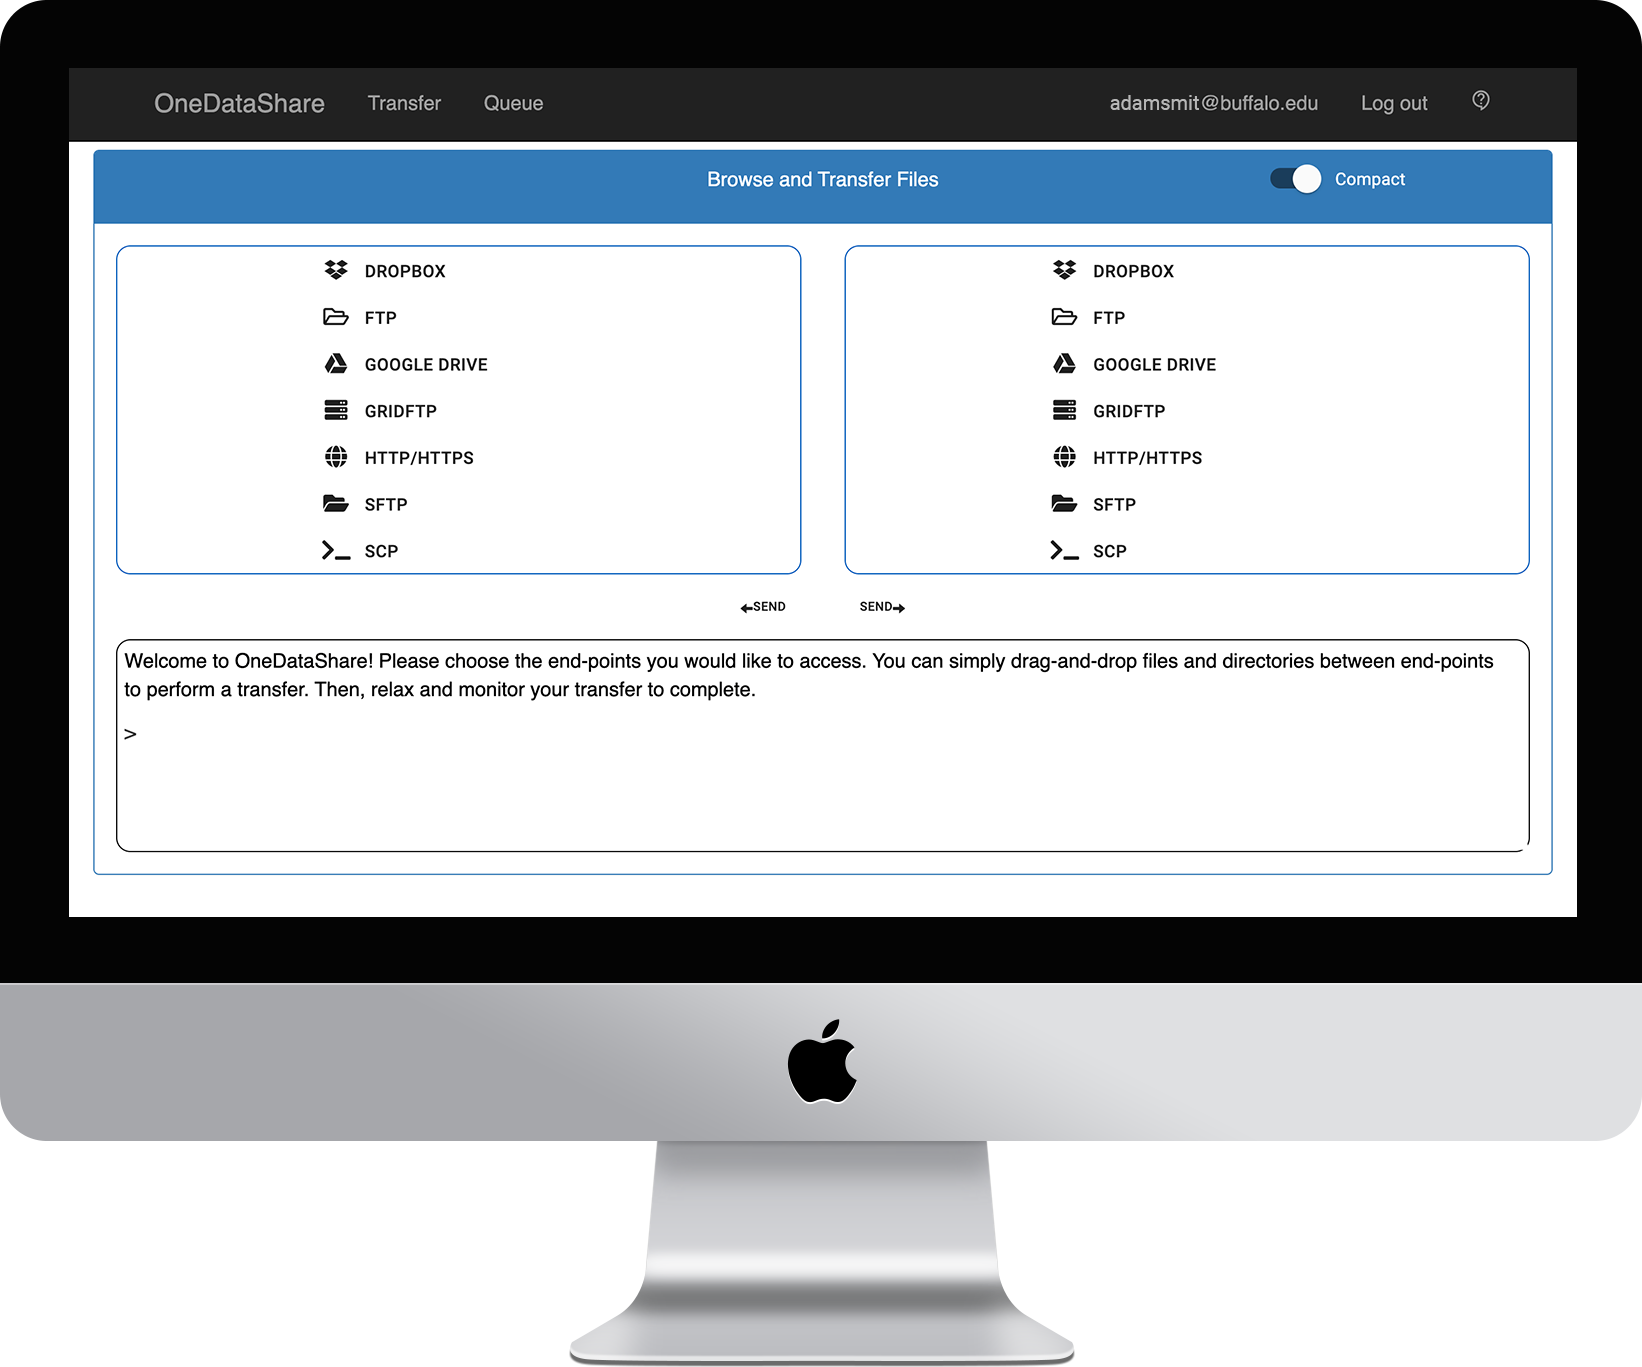 OneDataShare Transfer Queue adamsmit@buffalo.edu Log out
Browse and Transfer Files Compact
DROPBOX
FTP
GOOGLE DRIVE
GRIDFTP
HTTP/HTTPS
SFTP
SCP
DROPBOX
FTP
GOOGLE DRIVE
GRIDFTP
HTTP/HTTPS
SFTP
SCP
SEND SEND
Welcome to OneDataShare! Please choose the end-points you would like to access. You can simply drag-and-drop files and directories between end-points
to perform a transfer. Then, relax and monitor your transfer to complete.
>